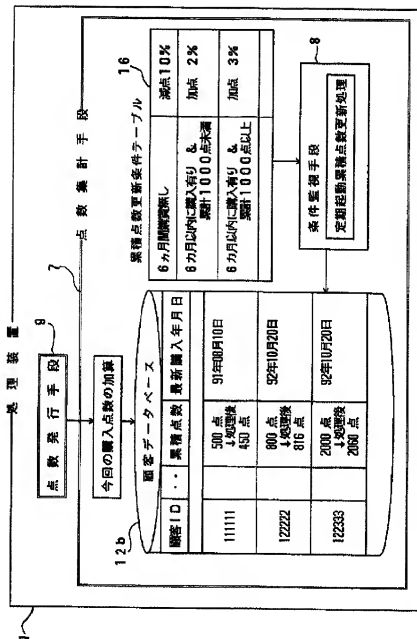 処理装置
1
7
点数集計手段
9
点数発行手段
今回の購入点数の加算
12b
顧客データベース
顧客ID ・・ 累積点数 最新購入年月日
111111 500点 ↓処理後 450点 91年08月10日
122222 800点 ↓処理後 816点 92年10月20日
122333 2000点 ↓処理後 2060点 92年10月20日
累積点数更新条件テーブル
16
6カ月間購買無し 減点10%
6カ月以内に購入有り & 累計1000点未満 加点 2%
6カ月以内に購入有り & 累計1000点以上 加点 3%
8
条件監視手段
定期起動累積点数更新処理